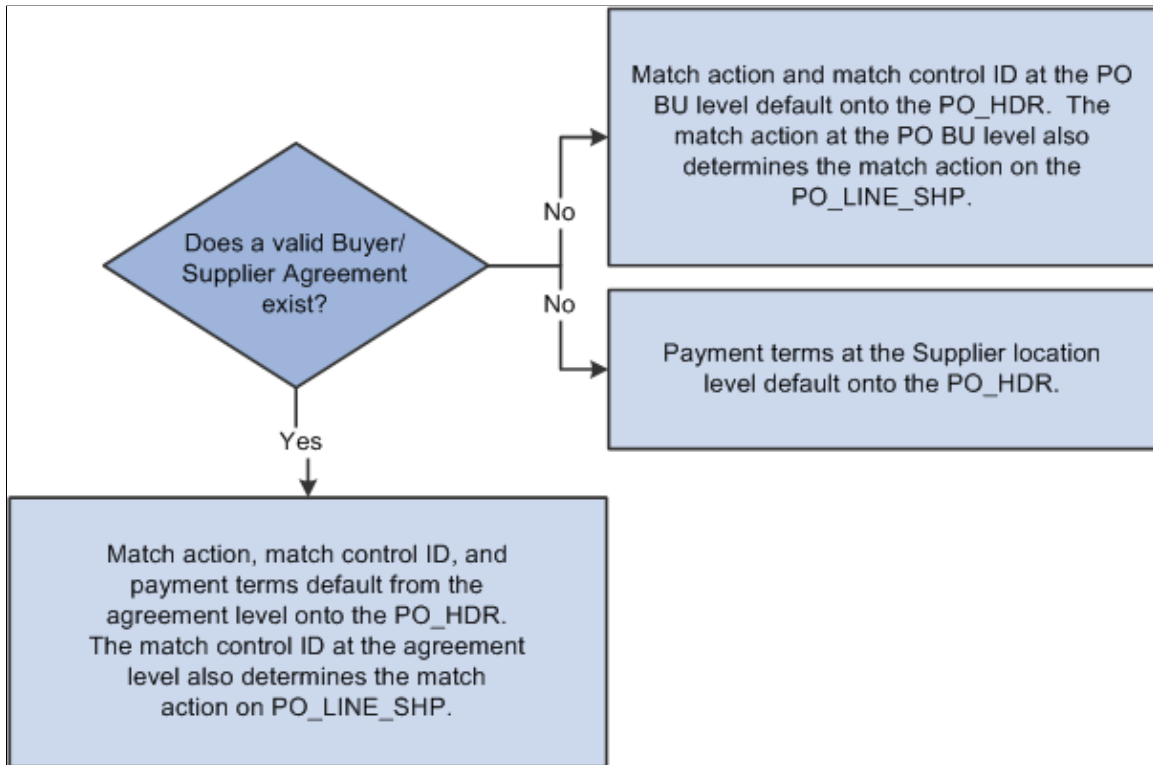 Match action and match control ID at the PO
BU level default onto the PO_HDR.  The
match action at the PO BU level also
determines the match action on the
PO_LINE_SHP.
Does a valid Buyer/
Supplier Agreement
exist?
No
No
Payment terms at the Supplier location
level default onto the PO_HDR.
Yes
Match action, match control ID, and
payment terms default from the
agreement level onto the PO_HDR.
The match control ID at the agreement
level also determines the match
action on PO_LINE_SHP.